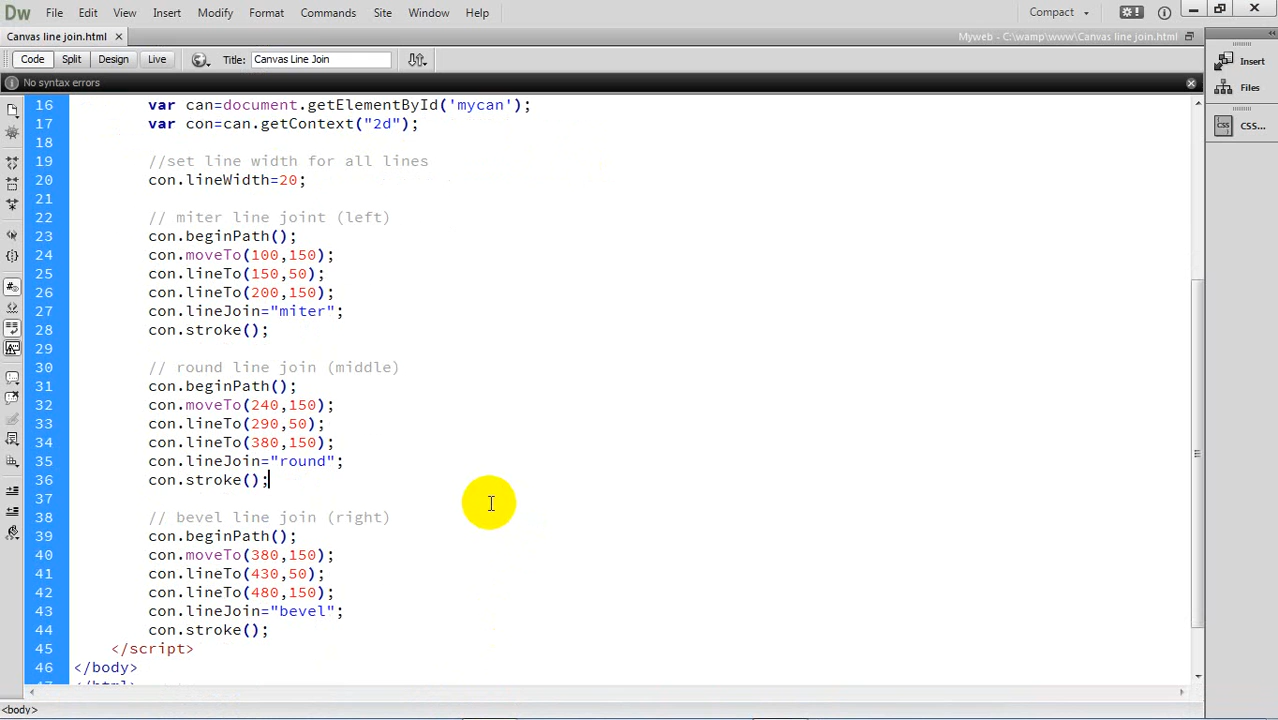 Dw File Edit View Insert Modify Format Commands Site Window Help Compact
Canvas line join.html × Myweb - C:\wamp\www\Canvas line join.html
Code Split Design Live Title: Canvas Line Join
No syntax errors
Insert
Files
CSS...
16 var can=document.getElementById('mycan');
17 var con=can.getContext("2d");
18
19 //set line width for all lines
20 con.lineWidth=20;
21
22 // miter line joint (left)
23 con.beginPath();
24 con.moveTo(100,150);
25 con.lineTo(150,50);
26 con.lineTo(200,150);
27 con.lineJoin="miter";
28 con.stroke();
29
30 // round line join (middle)
31 con.beginPath();
32 con.moveTo(240,150);
33 con.lineTo(290,50);
34 con.lineTo(380,150);
35 con.lineJoin="round";
36 con.stroke();
37
38 // bevel line join (right)
39 con.beginPath();
40 con.moveTo(380,150);
41 con.lineTo(430,50);
42 con.lineTo(480,150);
43 con.lineJoin="bevel";
44 con.stroke();
45 </script>
46 </body>
47 </html>
<body>